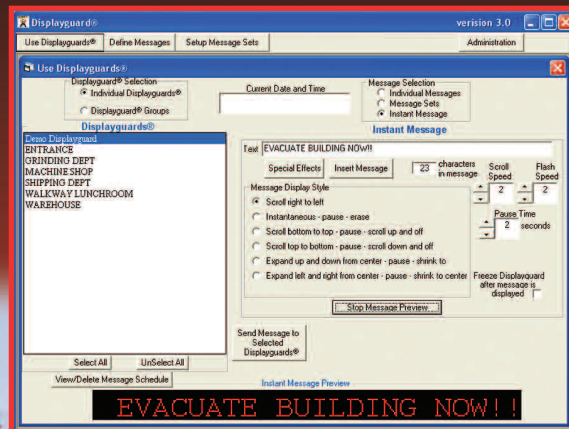 Displayguard® verision 3.0
Use Displayguards® Define Messages Setup Message Sets Administration
Use Displayguards®
Displayguard® Selection
Individual Displayguards®
Displayguard® Groups
Current Date and Time
Message Selection
Individual Messages
Message Sets
Instant Message
Displayguards®
Demo Displayguard
ENTRANCE
GRINDING DEPT
MACHINE SHOP
SHIPPING DEPT
WALKWAY LUNCHROOM
WAREHOUSE
Select All UnSelect All
View/Delete Message Schedule
Instant Message
Text EVACUATE BUILDING NOW!!
Special Effects Insert Message 23 characters in message
Scroll Speed 2
Flash Speed 2
Message Display Style
Scroll right to left
Instantaneous - pause - erase
Scroll bottom to top - pause - scroll up and off
Scroll top to bottom - pause - scroll down and off
Expand up and down from center - pause - shrink to
Expand left and right from center - pause - shrink to center
Pause Time
2 seconds
Freeze Displayguard
after message is
displayed
Stop Message Preview
Send Message to
Selected
Displayguards®
Instant Message Preview
EVACUATE BUILDING NOW!!